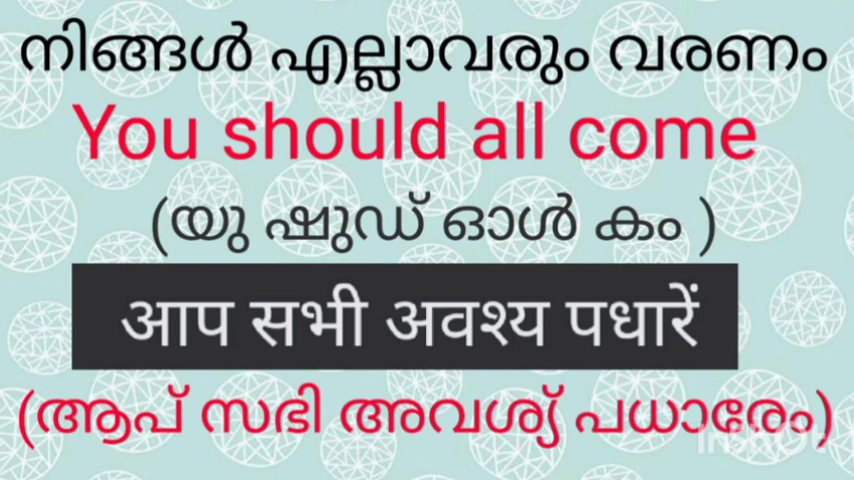 നിങ്ങൾ എല്ലാവരും വരണം
You should all come
(യു ഷുഡ് ഓൾ കം )
आप सभी अवश्य पधारें
(ആപ് സഭി അവശ്യ് പധാരേം)